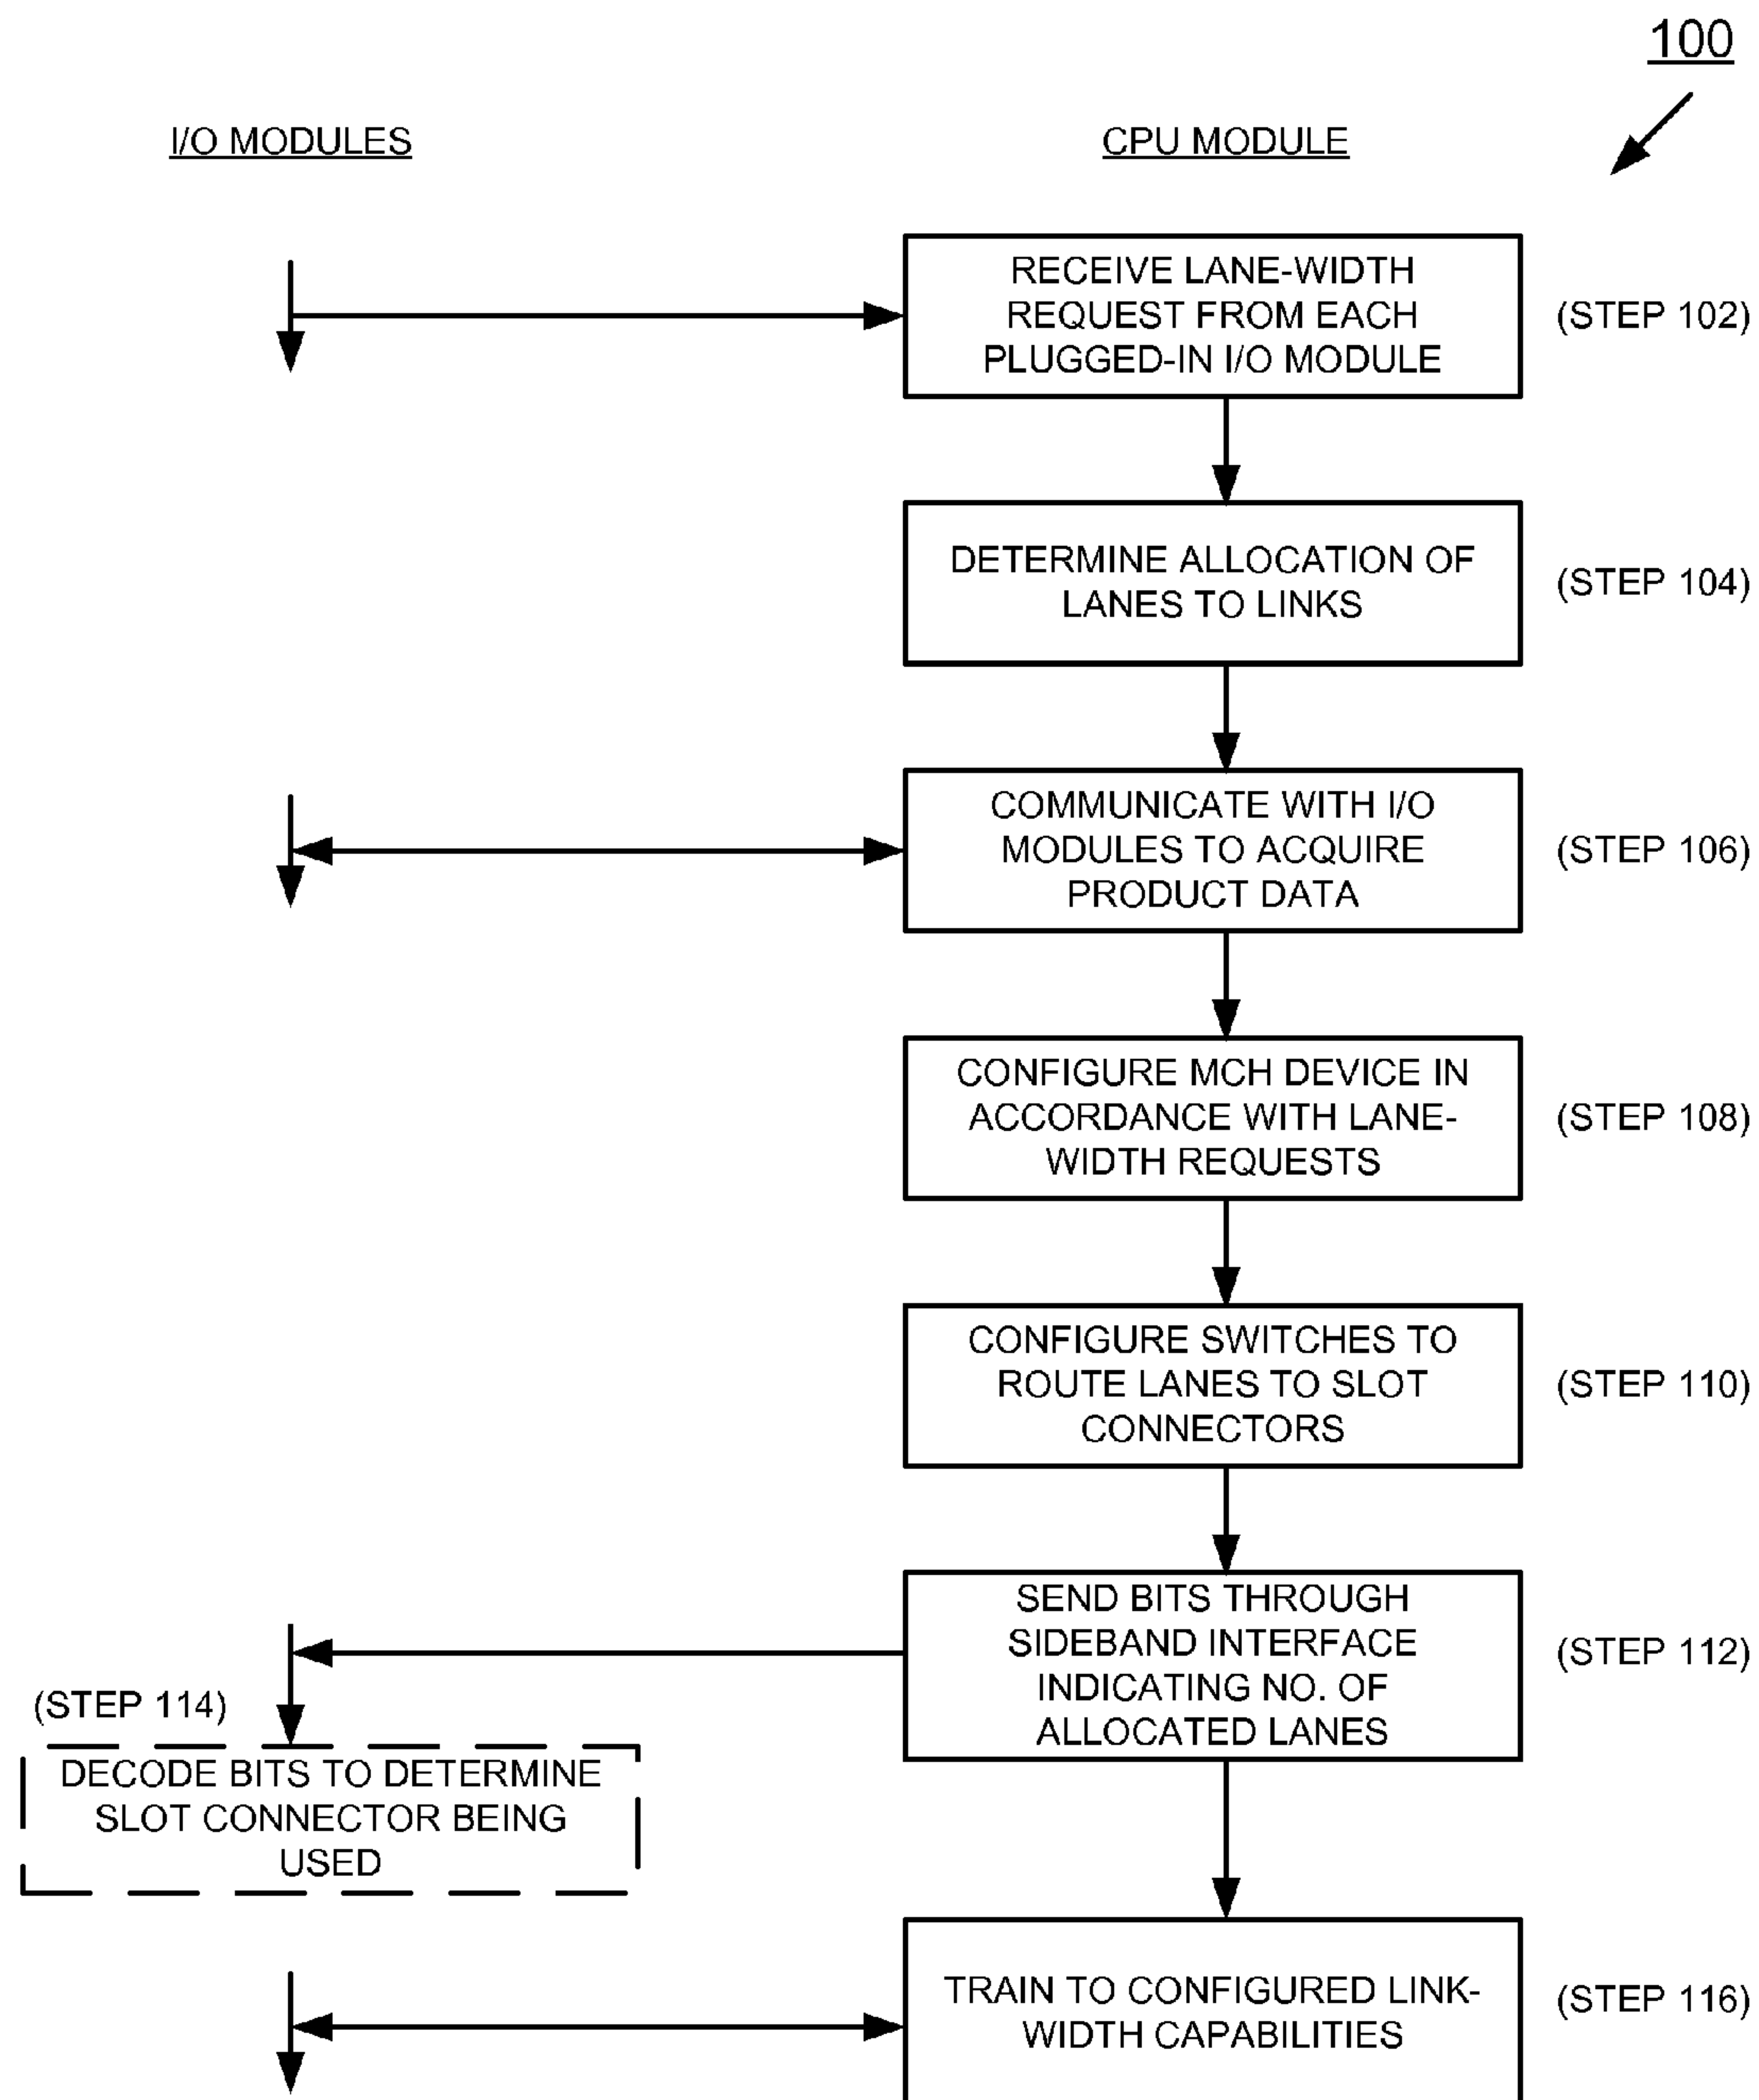 100
I/O MODULES
CPU MODULE
RECEIVE LANE-WIDTH
REQUEST FROM EACH
PLUGGED-IN I/O MODULE
(STEP 102)
DETERMINE ALLOCATION OF
LANES TO LINKS
(STEP 104)
COMMUNICATE WITH I/O
MODULES TO ACQUIRE
PRODUCT DATA
(STEP 106)
CONFIGURE MCH DEVICE IN
ACCORDANCE WITH LANE-
WIDTH REQUESTS
(STEP 108)
CONFIGURE SWITCHES TO
ROUTE LANES TO SLOT
CONNECTORS
(STEP 110)
SEND BITS THROUGH
SIDEBAND INTERFACE
INDICATING NO. OF
ALLOCATED LANES
(STEP 112)
(STEP 114)
DECODE BITS TO DETERMINE
SLOT CONNECTOR BEING
USED
TRAIN TO CONFIGURED LINK-
WIDTH CAPABILITIES
(STEP 116)